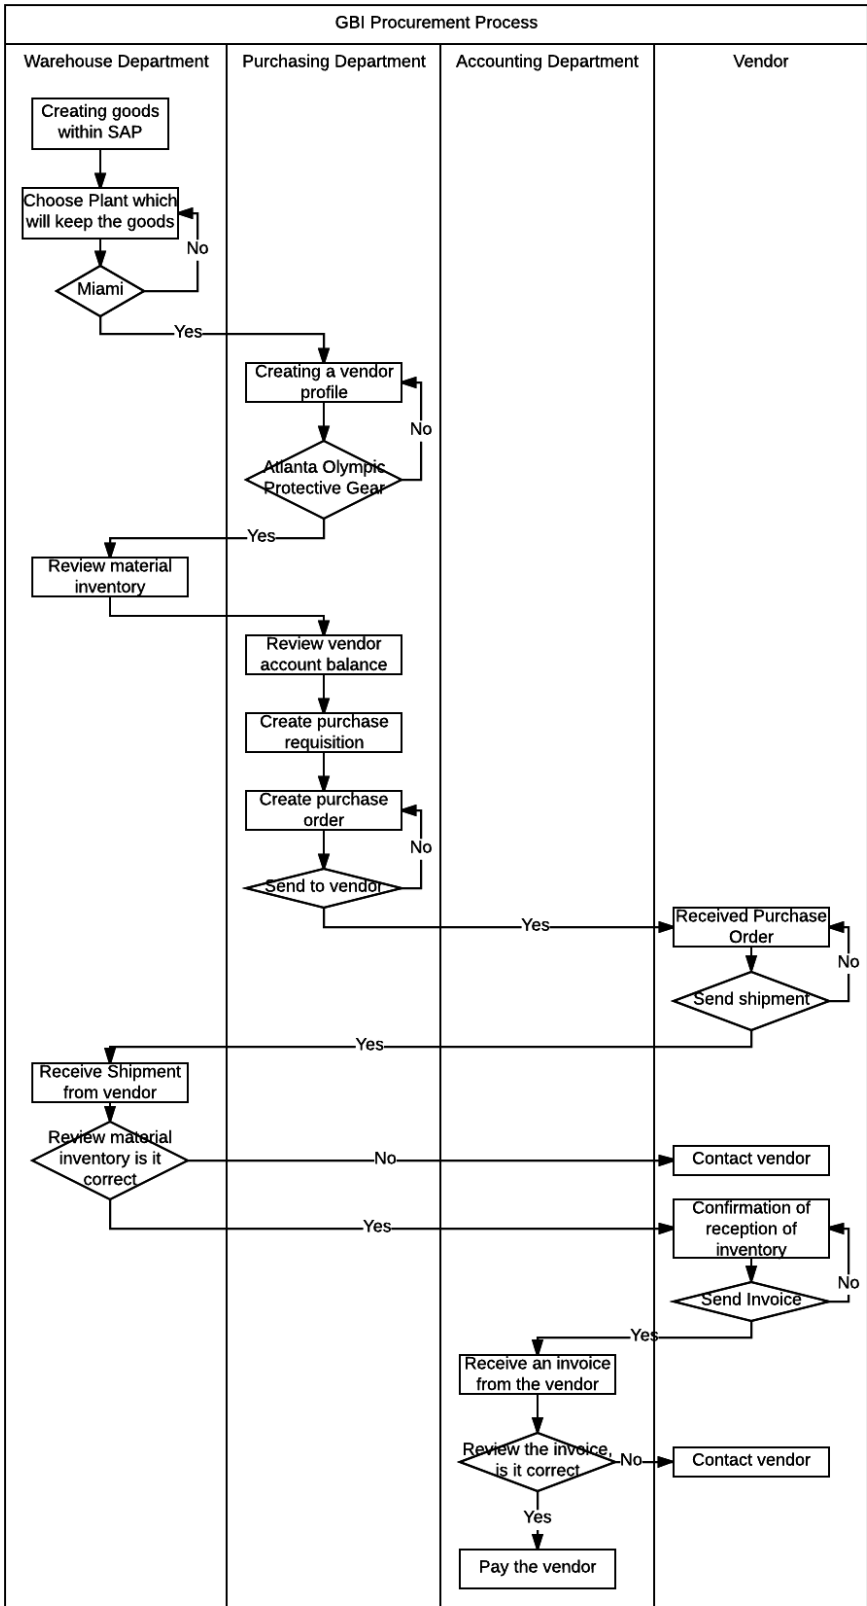 GBI Procurement Process
Warehouse Department
Purchasing Department
Accounting Department
Vendor
Creating goods
within SAP
Choose Plant which
will keep the goods
No
Miami
Yes
Creating a vendor
profile
No
Atlanta Olympic
Protective Gear
Yes
Review material
inventory
Review vendor
account balance
Create purchase
requisition
Create purchase
order
No
Send to vendor
Yes
Received Purchase
Order
No
Send shipment
Yes
Receive Shipment
from vendor
Review material
inventory is it
correct
No
Contact vendor
Yes
Confirmation of
reception of
inventory
No
Send Invoice
Yes
Receive an invoice
from the vendor
Review the invoice,
is it correct
No
Contact vendor
Yes
Pay the vendor